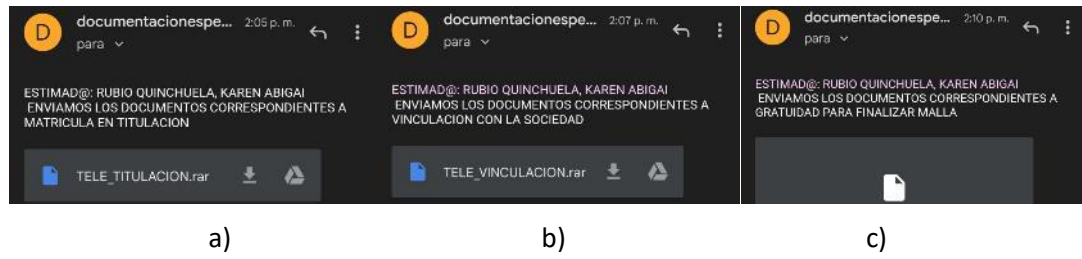 documentacionespe... 2:05 p. m.
para
ESTIMAD@: RUBIO QUINCHUELA, KAREN ABIGAI
ENVIAMOS LOS DOCUMENTOS CORRESPONDIENTES A
MATRICULA EN TITULACION
TELE_TITULACION.rar
a)
documentacionespe... 2:07 p. m.
para
ESTIMAD@: RUBIO QUINCHUELA, KAREN ABIGAI
ENVIAMOS LOS DOCUMENTOS CORRESPONDIENTES A
VINCULACION CON LA SOCIEDAD
TELE_VINCULACION.rar
b)
documentacionespe... 2:10 p. m.
para
ESTIMAD@: RUBIO QUINCHUELA, KAREN ABIGAI
ENVIAMOS LOS DOCUMENTOS CORRESPONDIENTES A
GRATUIDAD PARA FINALIZAR MALLA
c)